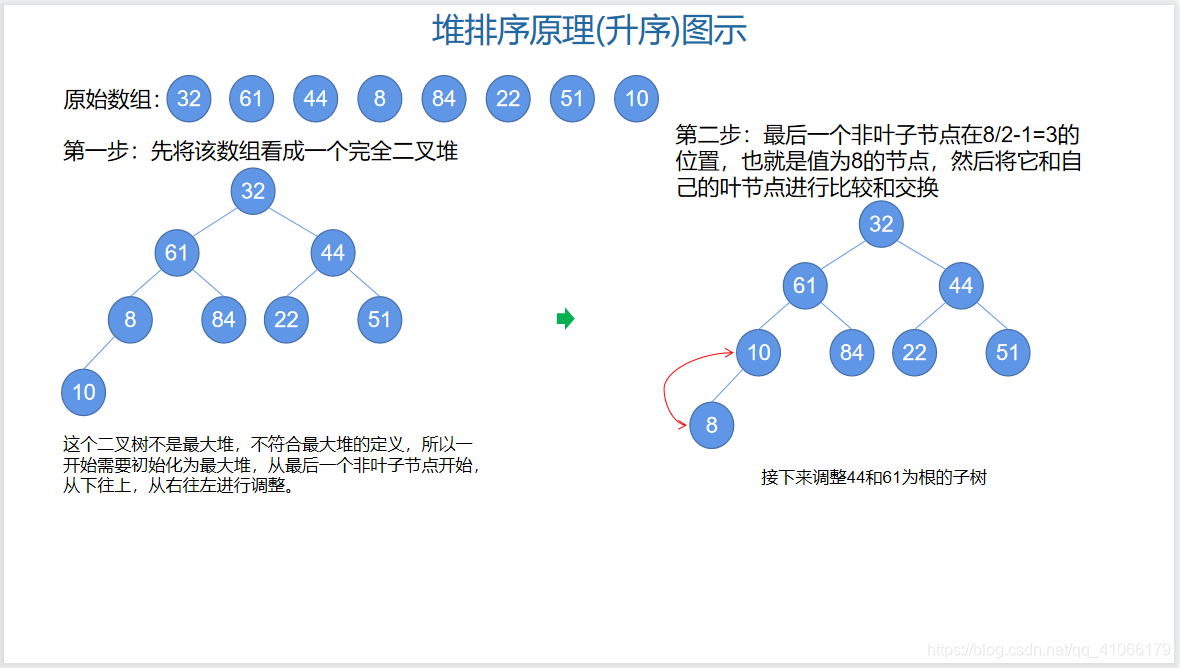 堆排序原理(升序)图示
原始数组：32 61 44 8 84 22 51 10
第一步：先将该数组看成一个完全二叉堆
32
61 44
8 84 22 51
10
这个二叉树不是最大堆，不符合最大堆的定义，所以一
开始需要初始化为最大堆，从最后一个非叶子节点开始，
从下往上，从右往左进行调整。
第二步：最后一个非叶子节点在8/2-1=3的
位置，也就是值为8的节点，然后将它和自
己的叶节点进行比较和交换
32
61 44
10 84 22 51
8
接下来调整44和61为根的子树
https://blog.csdn.net/qq_41066179